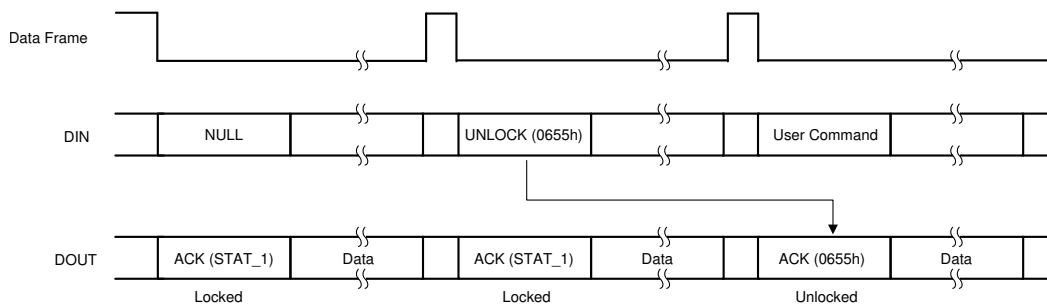 Data Frame
DIN
NULL
UNLOCK (0655h)
User Command
DOUT
ACK (STAT_1)
Data
ACK (STAT_1)
Data
ACK (0655h)
Data
Locked
Locked
Unlocked